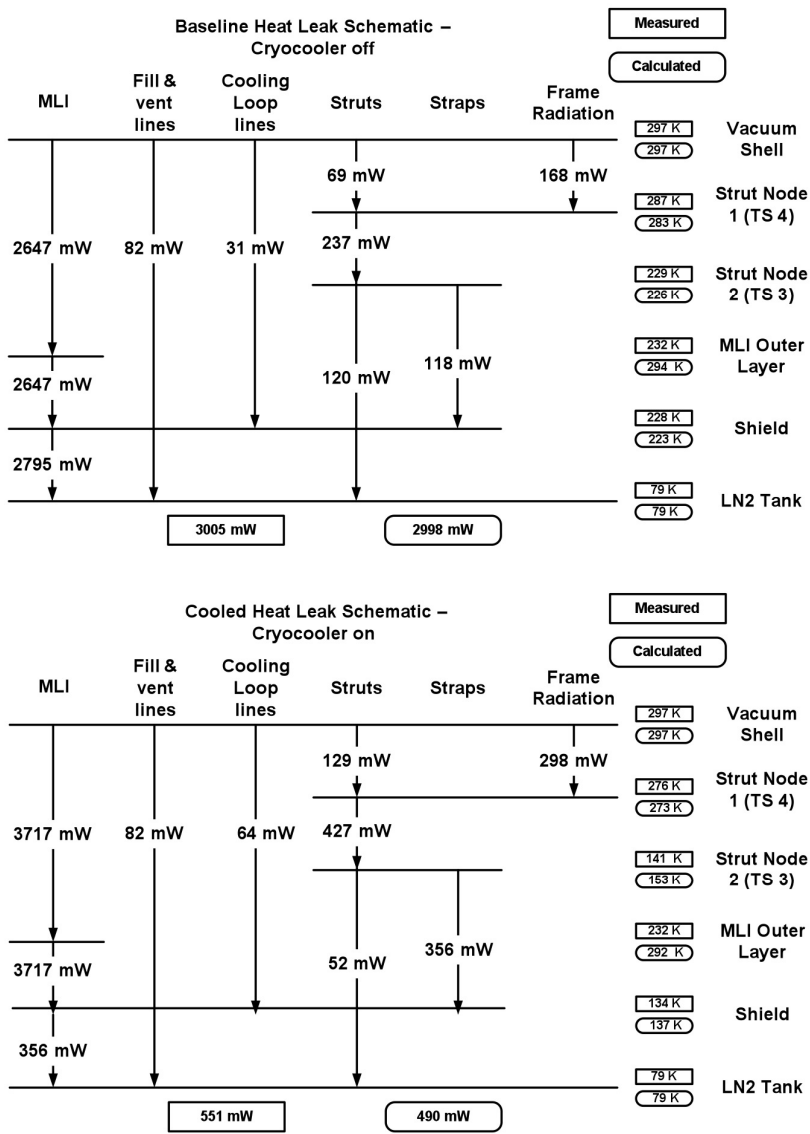 Baseline Heat Leak Schematic –
Cryocooler off
Measured
Calculated
MLI
Fill &
vent
lines
Cooling
Loop
lines
Struts
Straps
Frame
Radiation
297 K
297 K
Vacuum
Shell
69 mW
168 mW
287 K
283 K
Strut Node
1 (TS 4)
2647 mW
82 mW
31 mW
237 mW
229 K
226 K
Strut Node
2 (TS 3)
232 K
294 K
MLI Outer
Layer
2647 mW
120 mW
118 mW
228 K
223 K
Shield
2795 mW
79 K
79 K
LN2 Tank
3005 mW
2998 mW
Cooled Heat Leak Schematic –
Cryocooler on
Measured
Calculated
MLI
Fill &
vent
lines
Cooling
Loop
lines
Struts
Straps
Frame
Radiation
297 K
297 K
Vacuum
Shell
129 mW
298 mW
276 K
273 K
Strut Node
1 (TS 4)
3717 mW
82 mW
64 mW
427 mW
141 K
153 K
Strut Node
2 (TS 3)
232 K
292 K
MLI Outer
Layer
3717 mW
52 mW
356 mW
134 K
137 K
Shield
356 mW
79 K
79 K
LN2 Tank
551 mW
490 mW